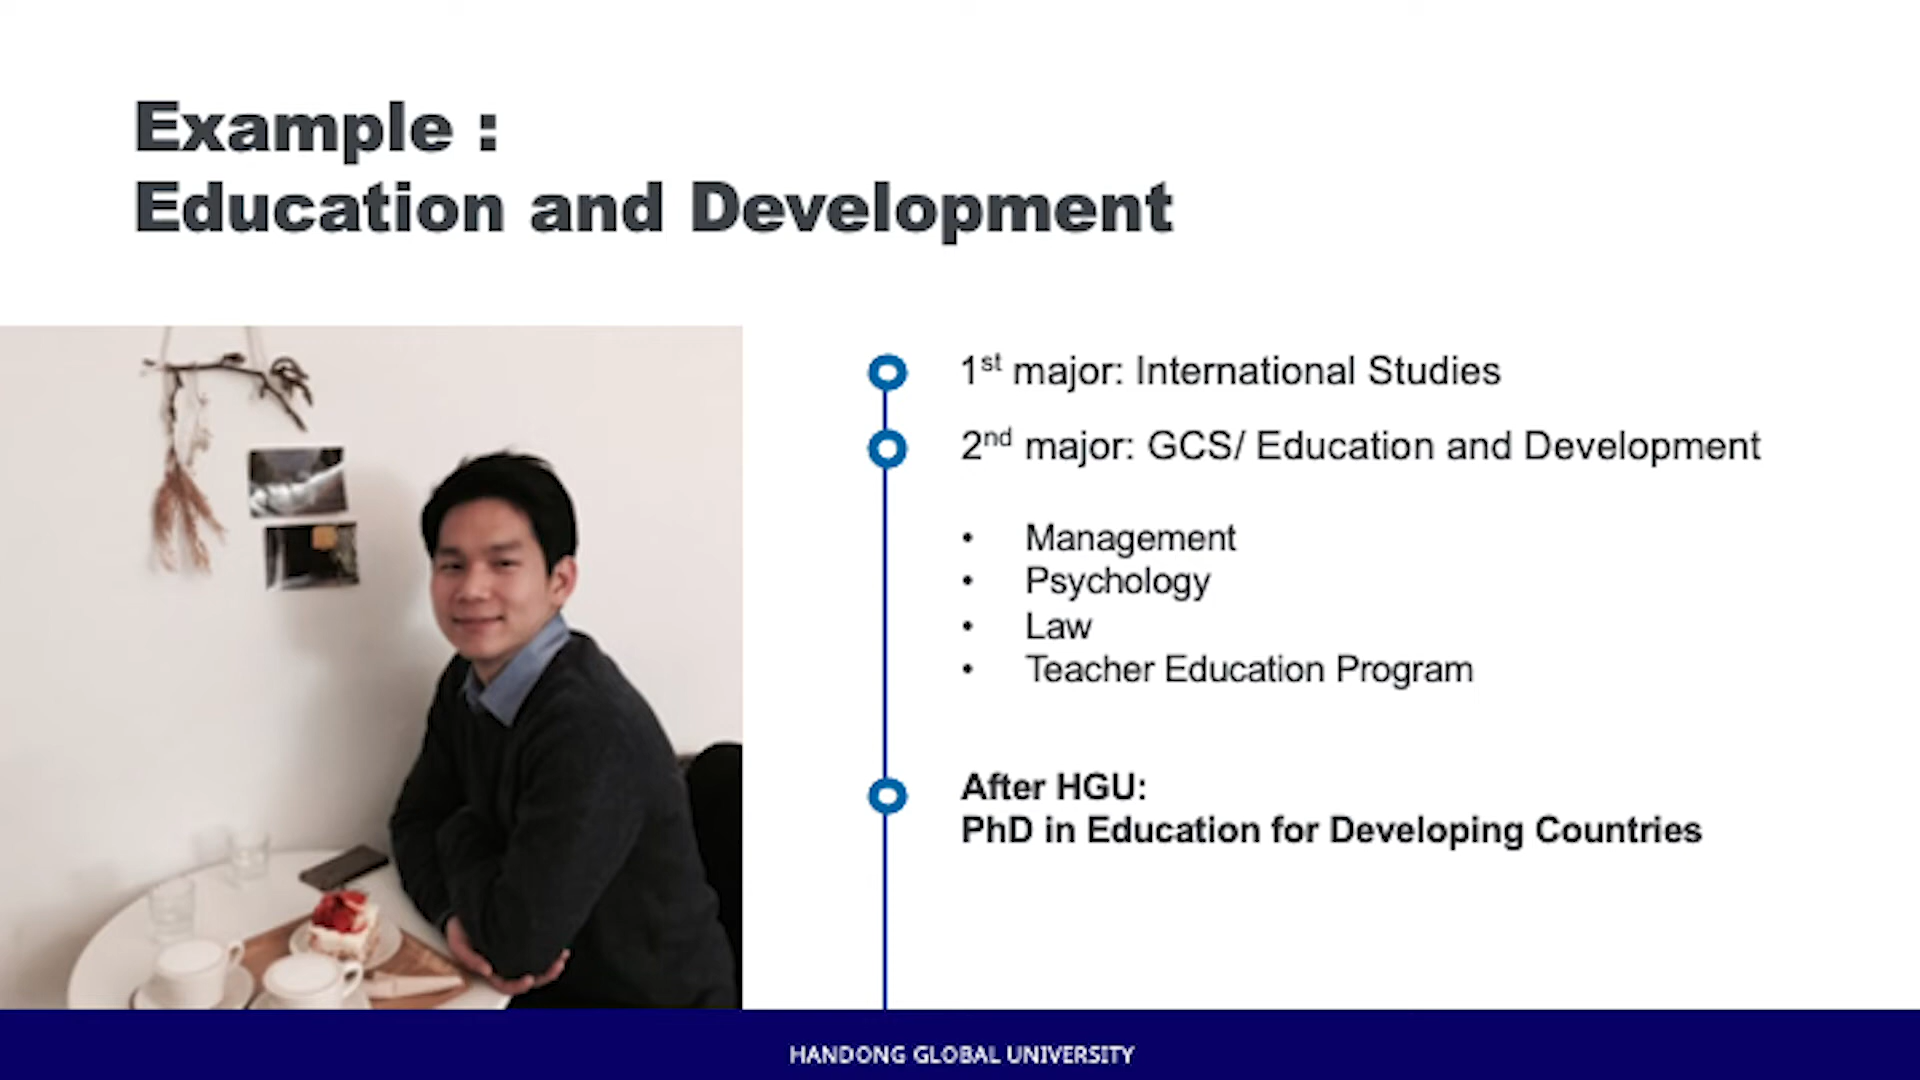 Example :
Education and Development
1st major: International Studies
2nd major: GCS/ Education and Development
• Management
• Psychology
• Law
• Teacher Education Program
After HGU:
PhD in Education for Developing Countries
HANDONG GLOBAL UNIVERSITY